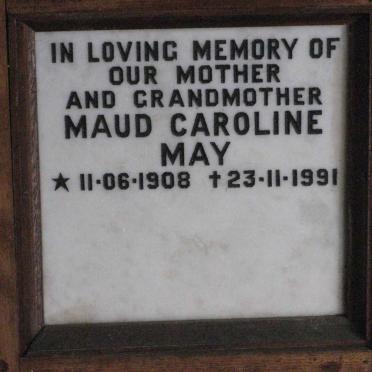 IN LOVING MEMORY OF
OUR MOTHER
AND GRANDMOTHER
MAUD CAROLINE
MAY
★ 11·06·1908 ✝ 23·11·1991